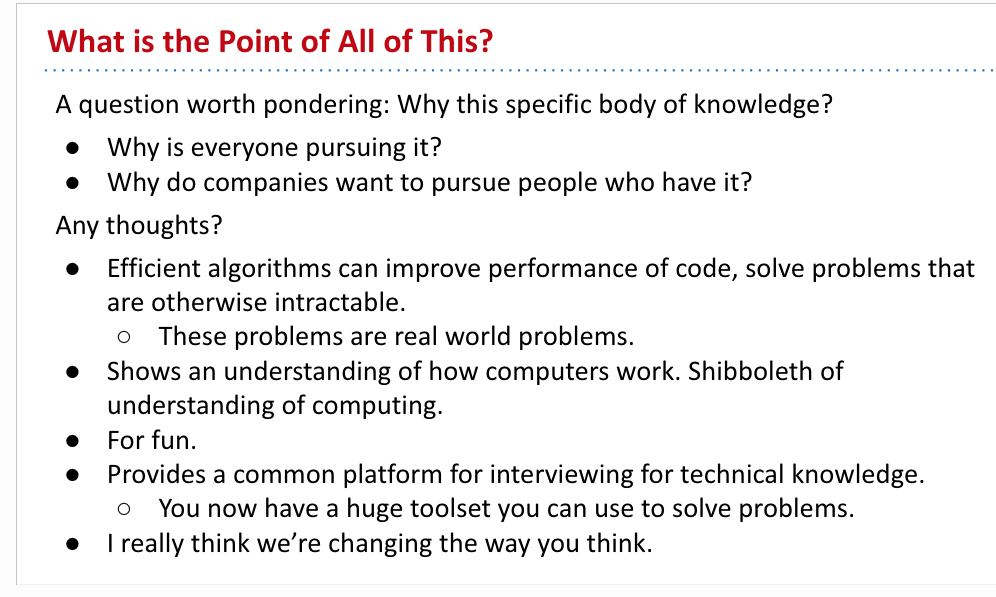 What is the Point of All of This?
A question worth pondering: Why this specific body of knowledge?
● Why is everyone pursuing it?
● Why do companies want to pursue people who have it?
Any thoughts?
● Efficient algorithms can improve performance of code, solve problems that
are otherwise intractable.
○ These problems are real world problems.
● Shows an understanding of how computers work. Shibboleth of
understanding of computing.
● For fun.
● Provides a common platform for interviewing for technical knowledge.
○ You now have a huge toolset you can use to solve problems.
● I really think we’re changing the way you think.